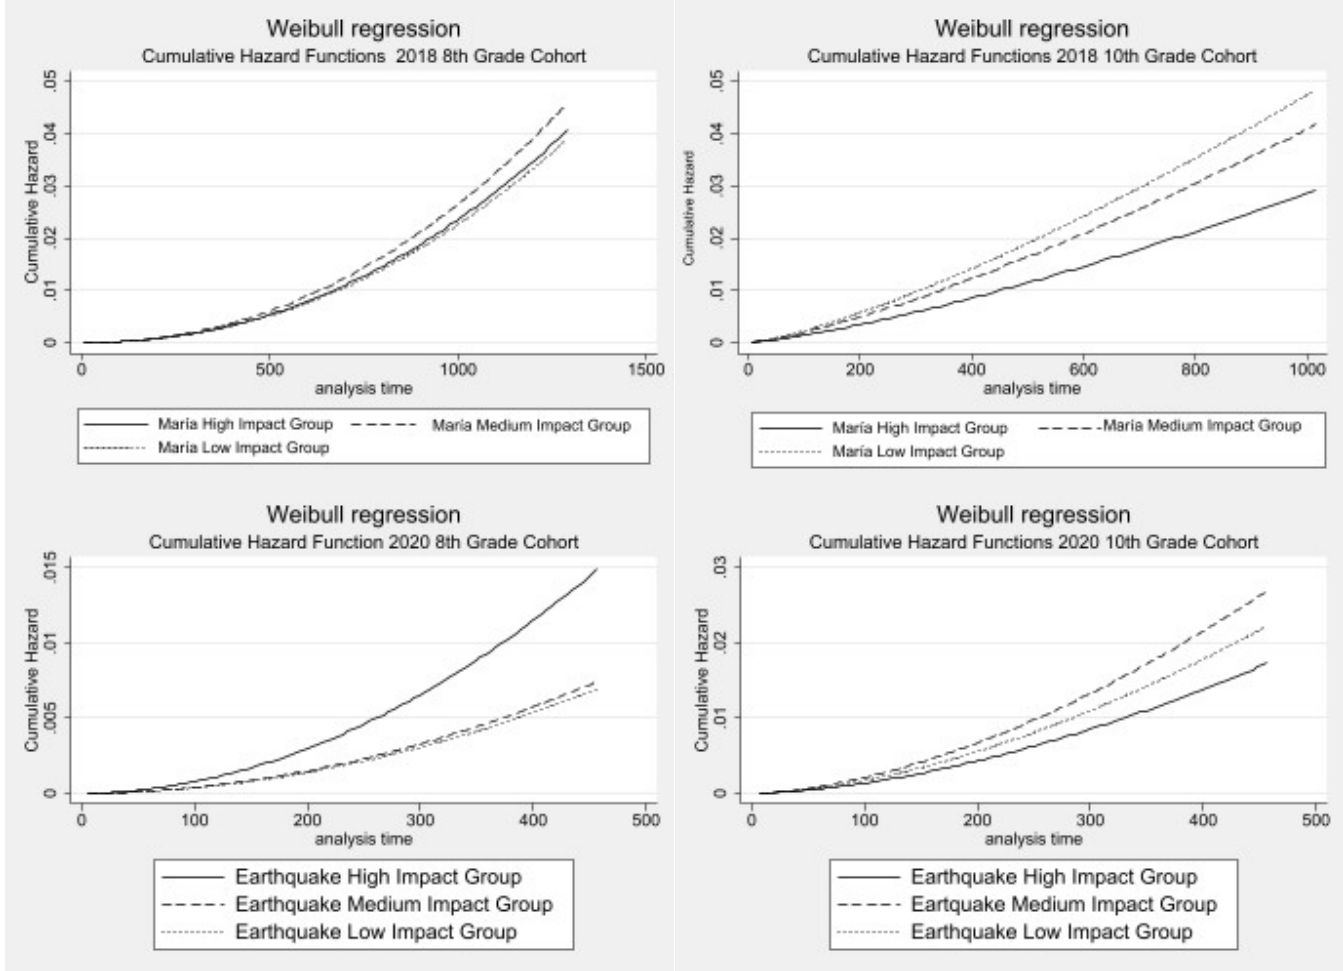 Weibull regression
Cumulative Hazard Functions 2018 8th Grade Cohort
Cumulative Hazard
.05
.04
.03
.02
.01
0
0 500 1000 1500
analysis time
María High Impact Group María Medium Impact Group
María Low Impact Group
Weibull regression
Cumulative Hazard Functions 2018 10th Grade Cohort
Cumulative Hazard
.05
.04
.03
.02
.01
0
0 200 400 600 800 1000
analysis time
María High Impact Group María Medium Impact Group
María Low Impact Group
Weibull regression
Cumulative Hazard Function 2020 8th Grade Cohort
Cumulative Hazard
.015
.01
.005
0
0 100 200 300 400 500
analysis time
Earthquake High Impact Group
Earthquake Medium Impact Group
Earthquake Low Impact Group
Weibull regression
Cumulative Hazard Functions 2020 10th Grade Cohort
Cumulative Hazard
.03
.02
.01
0
0 100 200 300 400 500
analysis time
Earthquake High Impact Group
Eartquake Medium Impact Group
Earthquake Low Impact Group